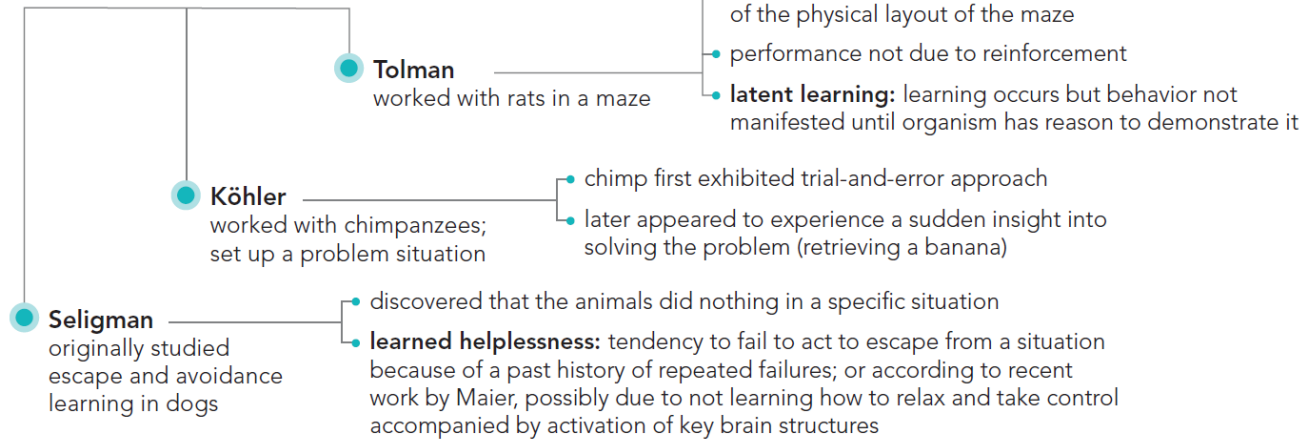 of the physical layout of the maze
performance not due to reinforcement
Tolman
worked with rats in a maze
latent learning: learning occurs but behavior not
manifested until organism has reason to demonstrate it
Köhler
worked with chimpanzees;
set up a problem situation
chimp first exhibited trial-and-error approach
later appeared to experience a sudden insight into
solving the problem (retrieving a banana)
Seligman
originally studied
escape and avoidance
learning in dogs
discovered that the animals did nothing in a specific situation
learned helplessness: tendency to fail to act to escape from a situation
because of a past history of repeated failures; or according to recent
work by Maier, possibly due to not learning how to relax and take control
accompanied by activation of key brain structures